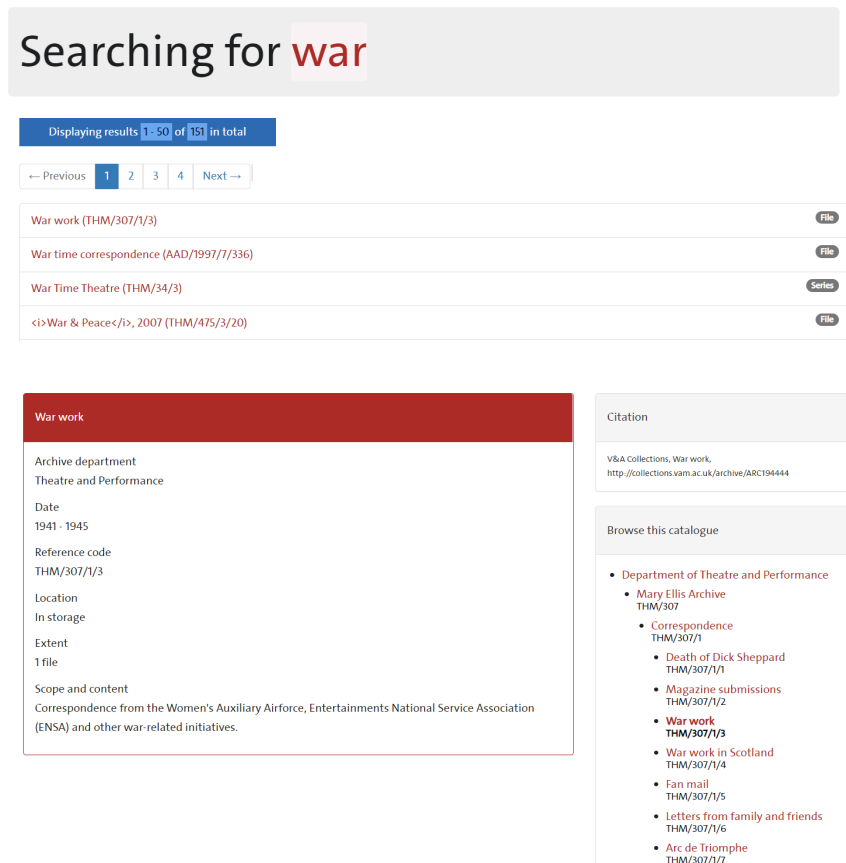 Searching for war
Displaying results 1 - 50 of 151 in total
← Previous 1 2 3 4 Next →
War work (THM/307/1/3) File
War time correspondence (AAD/1997/7/336) File
War Time Theatre (THM/34/3) Series
<i>War & Peace</i>, 2007 (THM/475/3/20) File
War work
Archive department
Theatre and Performance
Date
1941 - 1945
Reference code
THM/307/1/3
Location
In storage
Extent
1 file
Scope and content
Correspondence from the Women's Auxiliary Airforce, Entertainments National Service Association
(ENSA) and other war-related initiatives.
Citation
V&A Collections, War work,
http://collections.vam.ac.uk/archive/ARC194444
Browse this catalogue
Department of Theatre and Performance
Mary Ellis Archive
THM/307
Correspondence
THM/307/1
Death of Dick Sheppard
THM/307/1/1
Magazine submissions
THM/307/1/2
War work
THM/307/1/3
War work in Scotland
THM/307/1/4
Fan mail
THM/307/1/5
Letters from family and friends
THM/307/1/6
Arc de Triomphe
THM/307/1/7